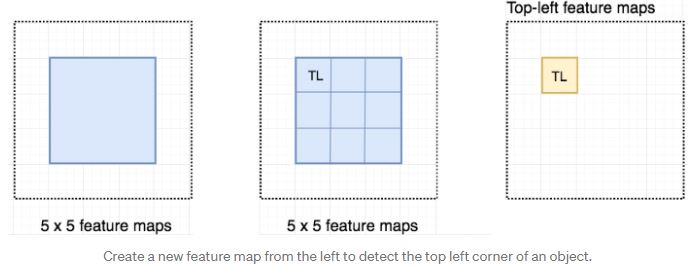 Top-left feature maps
TL
TL
5 x 5 feature maps
5 x 5 feature maps
Create a new feature map from the left to detect the top left corner of an object.